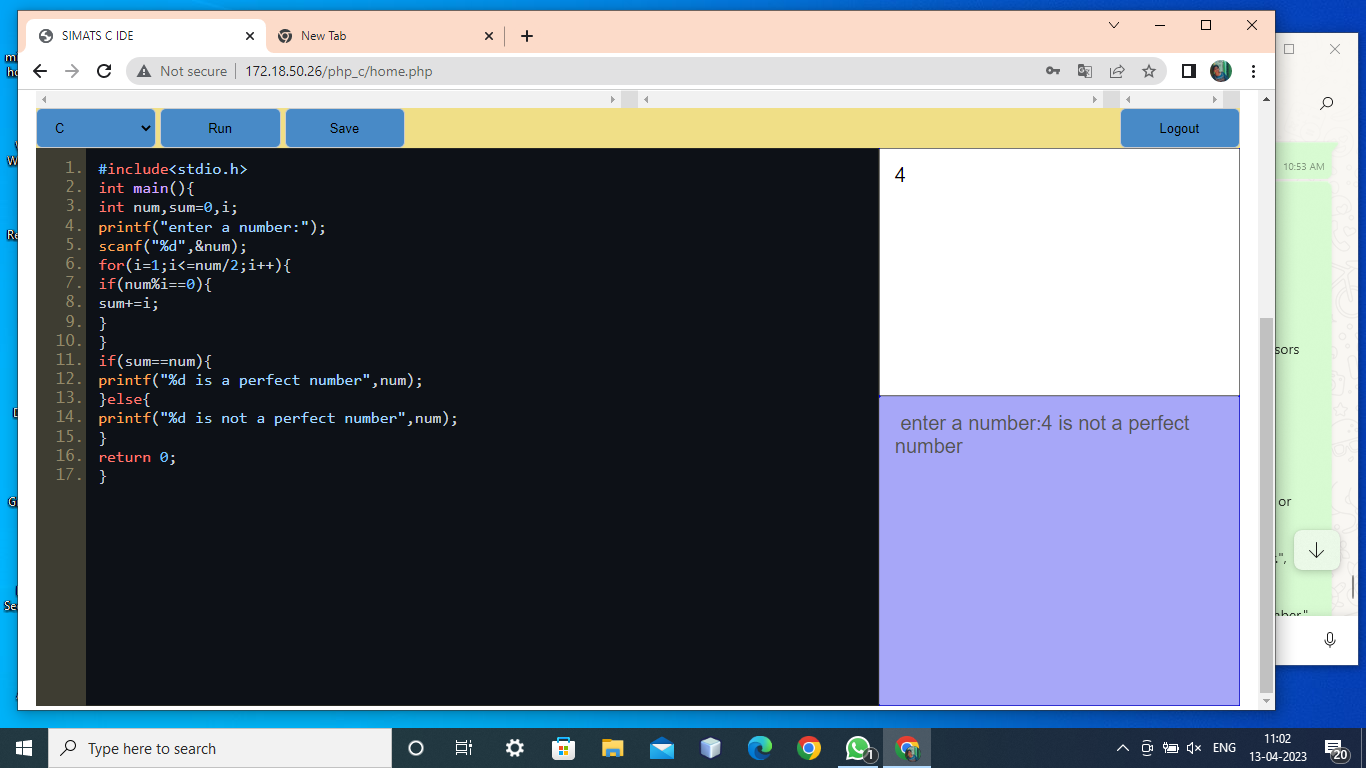 SIMATS C IDE
New Tab
Not secure
172.18.50.26/php_c/home.php
C
Run
Save
Logout
10:53 AM
1. #include<stdio.h>
2. int main(){
3. int num,sum=0,i;
4. printf("enter a number:");
5. scanf("%d",&num);
6. for(i=1;i<=num/2;i++){
7. if(num%i==0){
8. sum+=i;
9. }
10. }
11. if(sum==num){
12. printf("%d is a perfect number",num);
13. }else{
14. printf("%d is not a perfect number",num);
15. }
16. return 0;
17. }
4
enter a number:4 is not a perfect
number
sors
or
Type here to search
1
ENG
11:02
13-04-2023
20